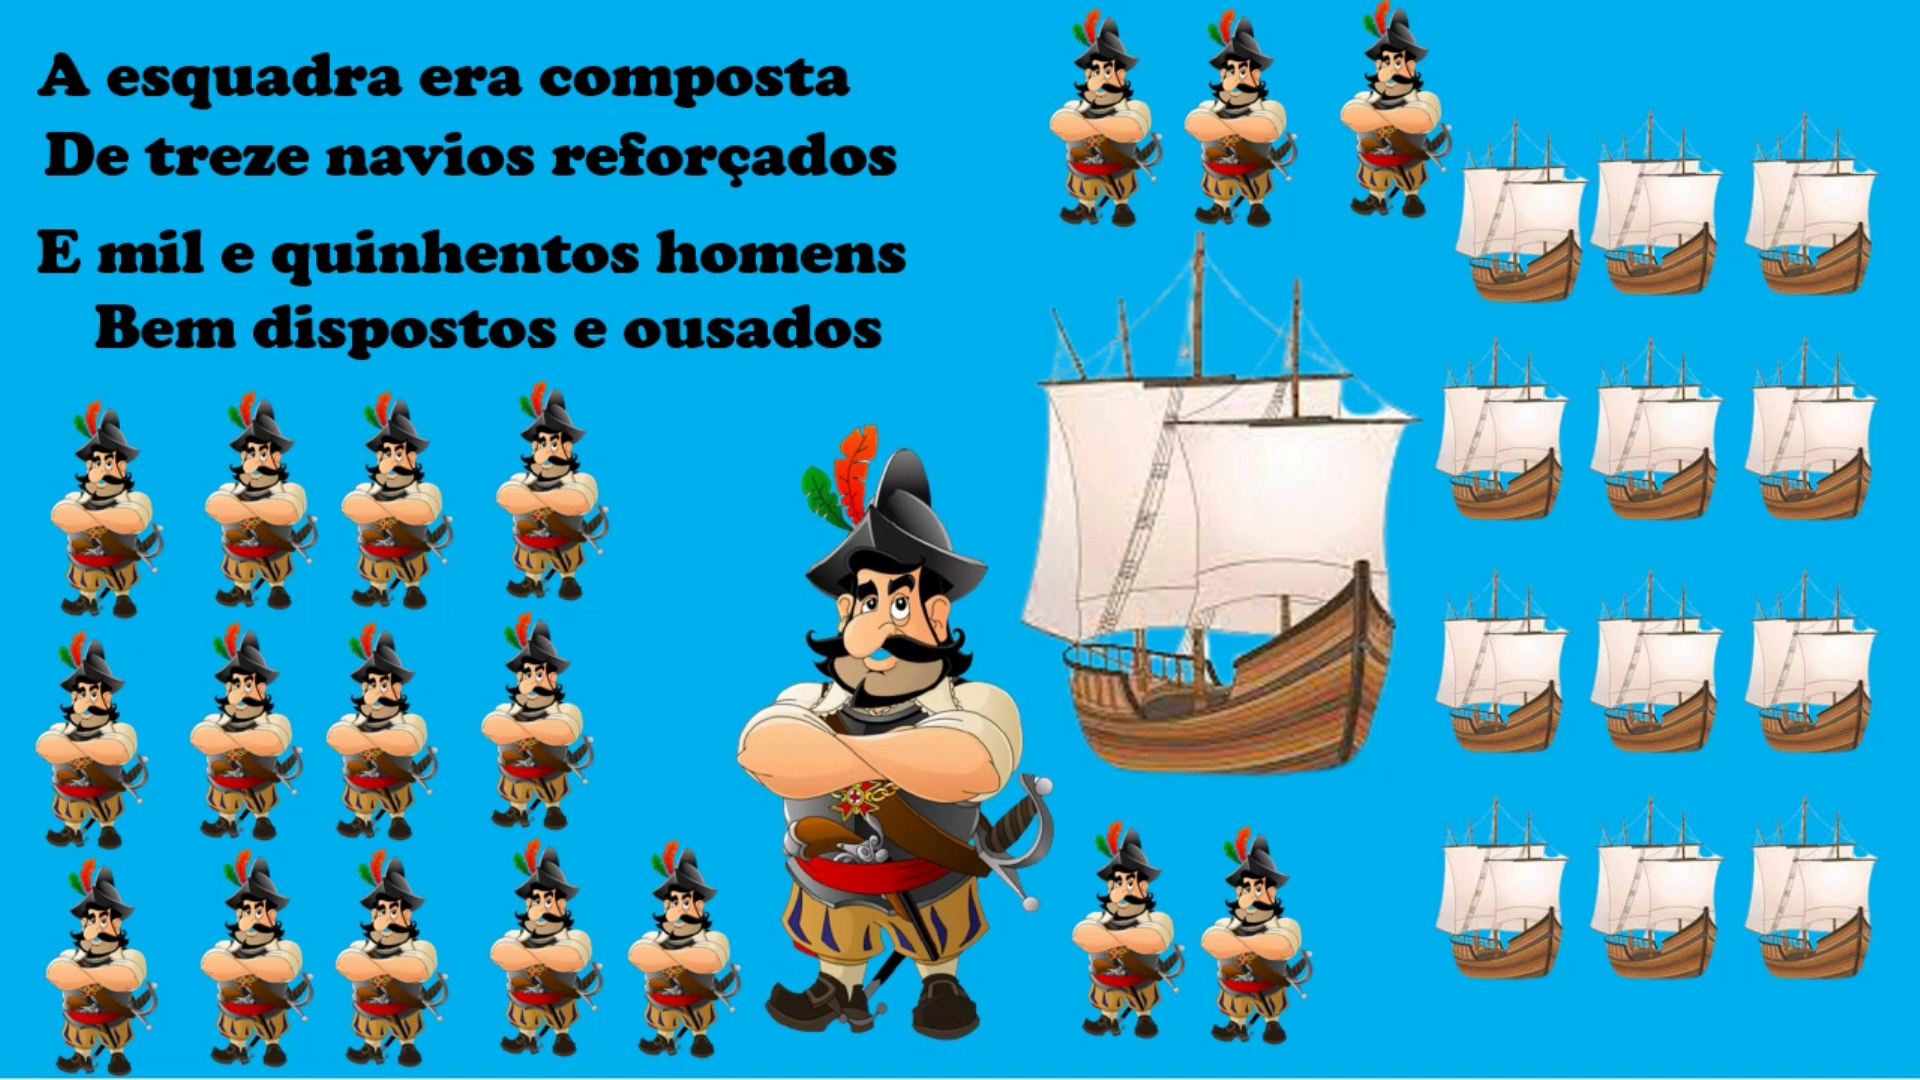 A esquadra era composta
De treze navios reforçados
E mil e quinhentos homens
Bem dispostos e ousados